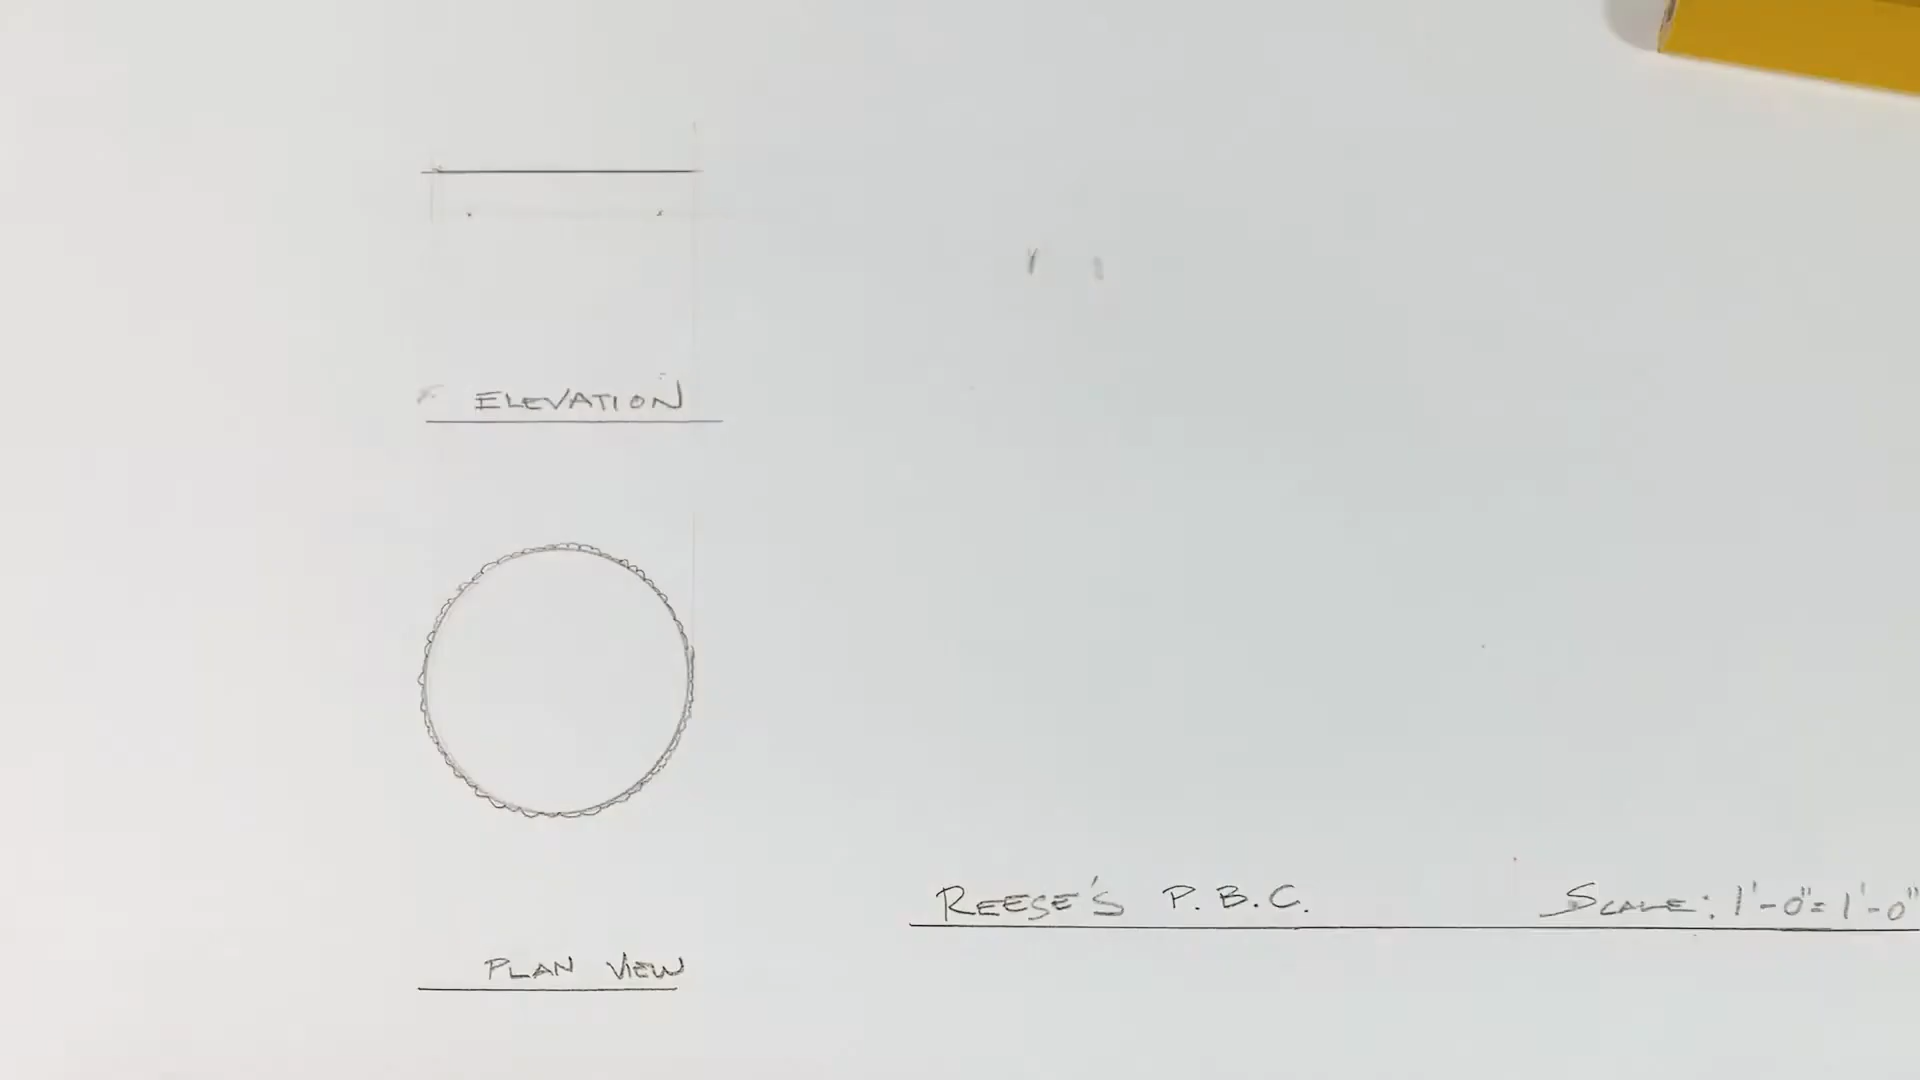 ELEVATION
PLAN VIEW
REESE'S P.B.C.
SCALE: 1'-0"= 1'-0"